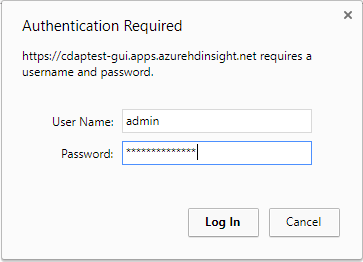 Authentication Required
https://cdaptest-gui.apps.azurehdinsight.net requires a
username and password.
User Name: admin
Password: **************
Log In Cancel